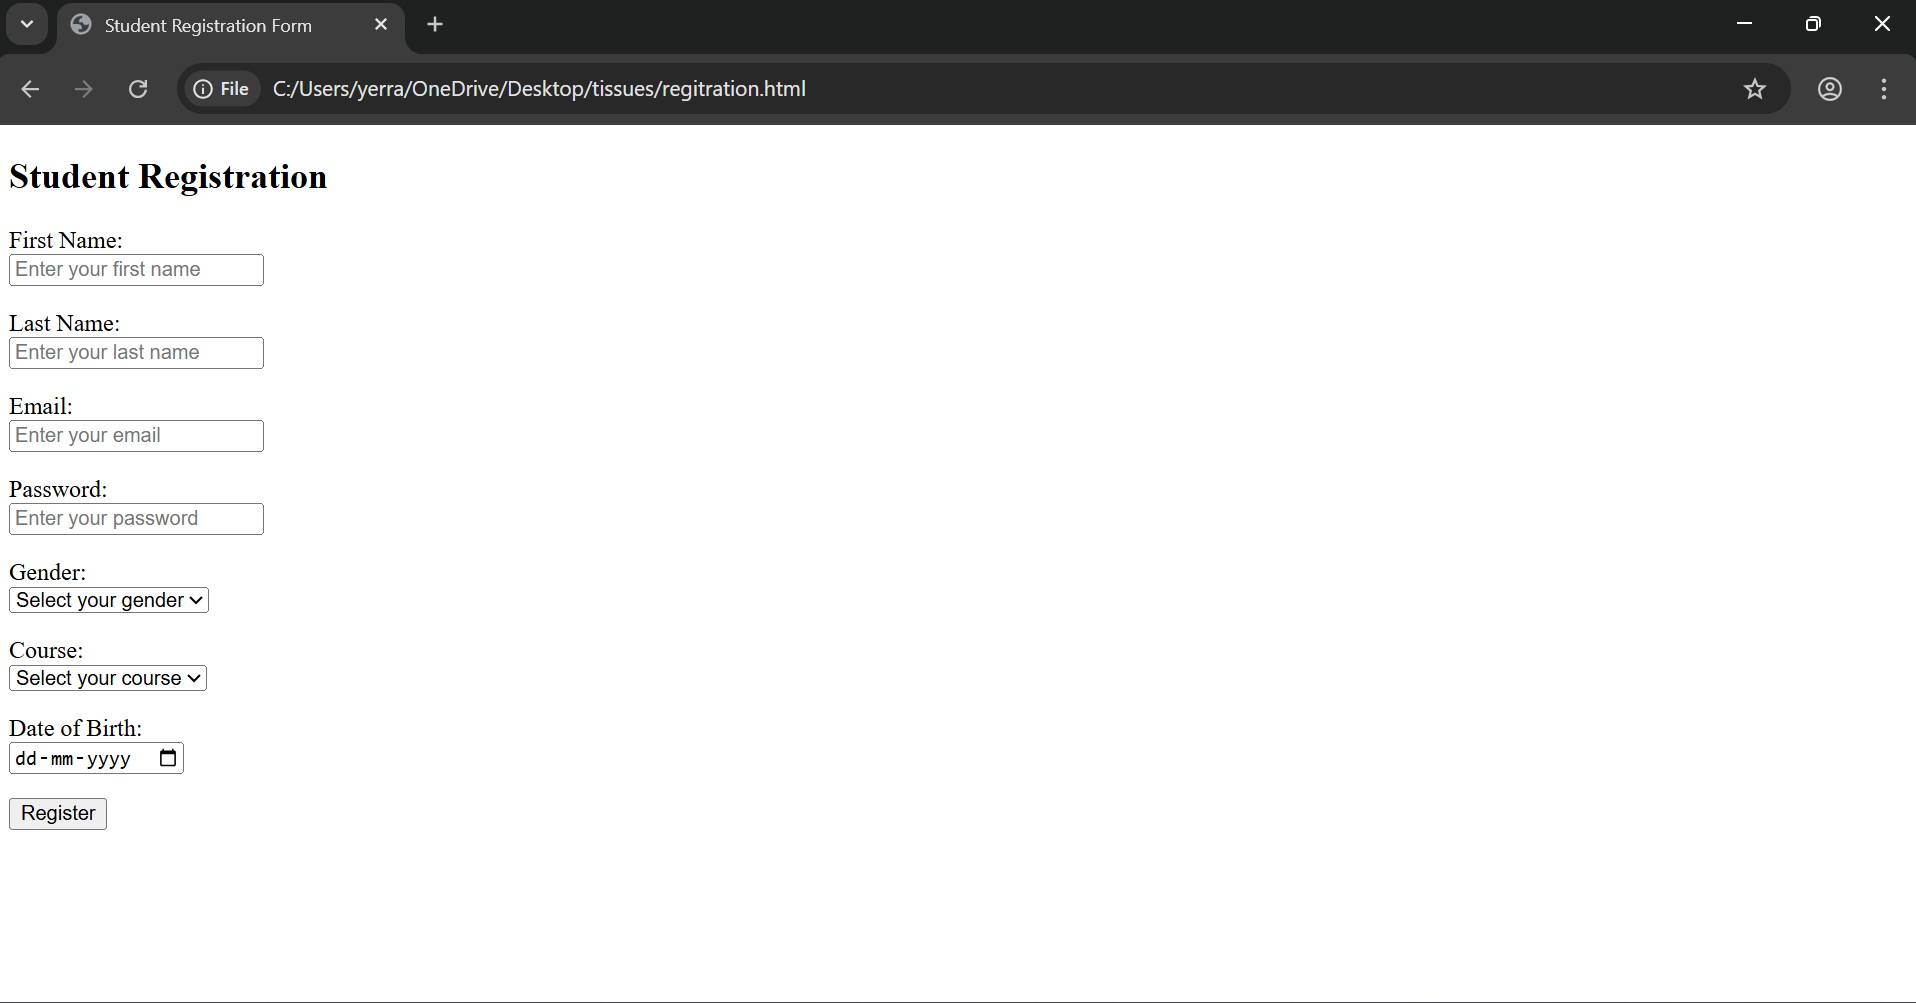 Student Registration Form
File C:/Users/yerra/OneDrive/Desktop/tissues/regitration.html
Student Registration
First Name:
Enter your first name
Last Name:
Enter your last name
Email:
Enter your email
Password:
Enter your password
Gender:
Select your gender
Course:
Select your course
Date of Birth:
dd-mm-yyyy
Register